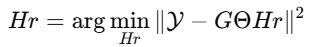 Hr = arg min_{Hr} ‖𝒴 − GΘHr‖²